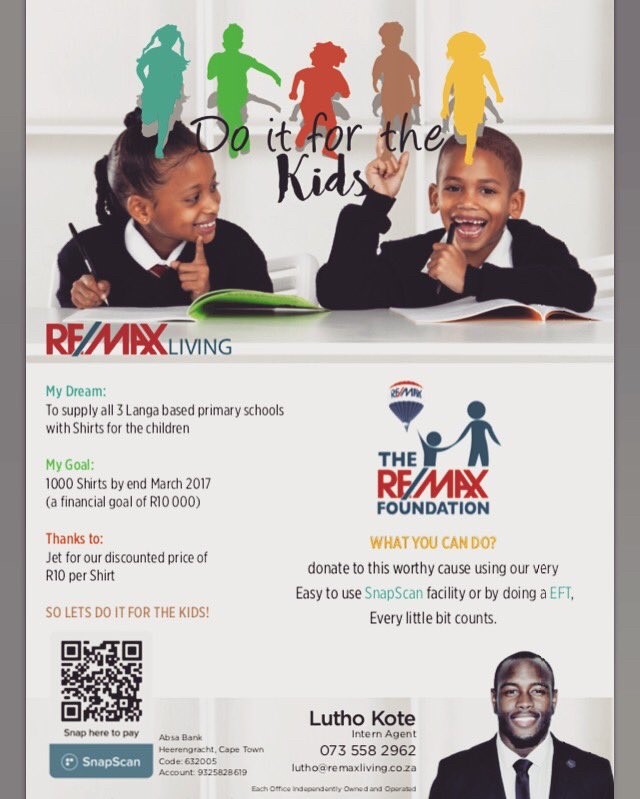 Do it for the
Kids
RE/MAX LIVING
My Dream:
To supply all 3 Langa based primary schools
with Shirts for the children
My Goal:
1000 Shirts by end March 2017
(a financial goal of R10 000)
Thanks to:
Jet for our discounted price of
R10 per Shirt
SO LETS DO IT FOR THE KIDS!
RE/MAX
THE
RE/MAX
FOUNDATION
WHAT YOU CAN DO?
donate to this worthy cause using our very
Easy to use SnapScan facility or by doing a EFT,
Every little bit counts.
Snap here to pay
SnapScan
Absa Bank
Heerengracht, Cape Town
Code: 632005
Account: 9325828619
Lutho Kote
Intern Agent
073 558 2962
lutho@remaxliving.co.za
Each Office Independently Owned and Operated